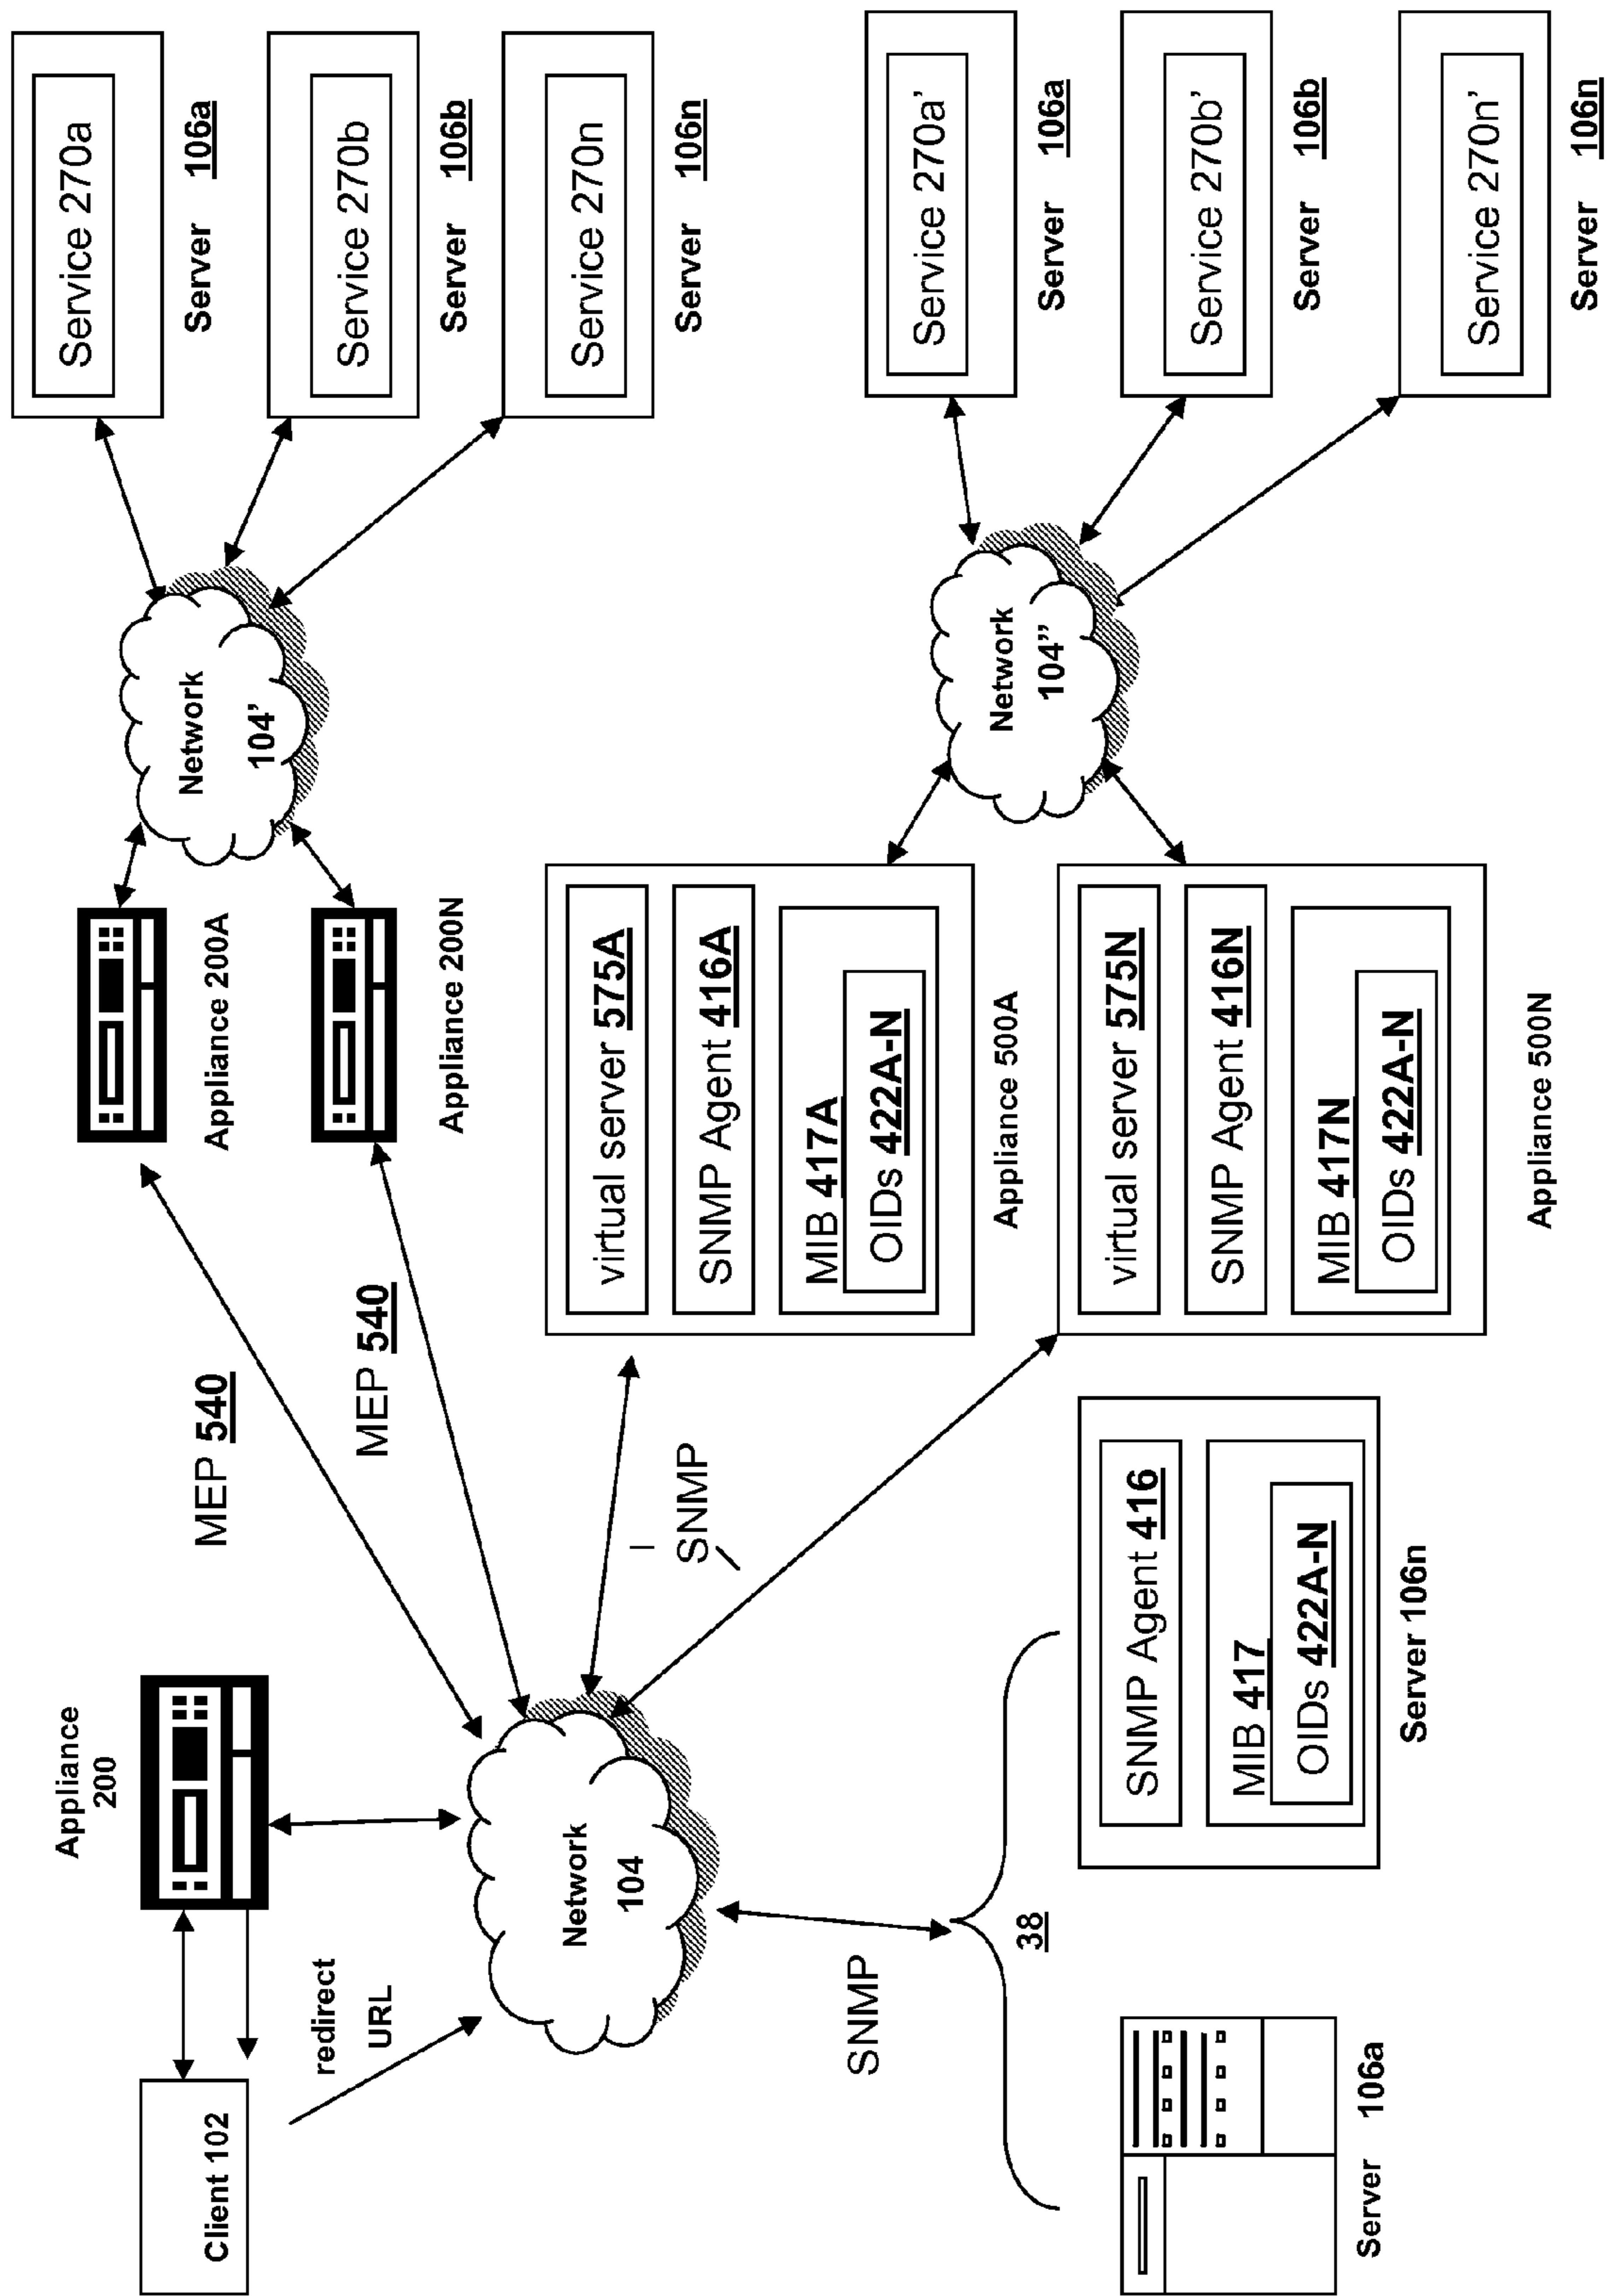 Client 102
redirect
URL
Appliance
200
Network
104
MEP 540
MEP 540
SNMP
SNMP
38
Server 106a
SNMP Agent 416
MIB 417
OIDs 422A-N
Server 106n
Appliance 200A
Appliance 200N
virtual server 575A
SNMP Agent 416A
MIB 417A
OIDs 422A-N
Appliance 500A
virtual server 575N
SNMP Agent 416N
MIB 417N
OIDs 422A-N
Appliance 500N
Network
104'
Network
104''
Service 270a
Server 106a
Service 270b
Server 106b
Service 270n
Server 106n
Service 270a'
Server 106a
Service 270b'
Server 106b
Service 270n'
Server 106n